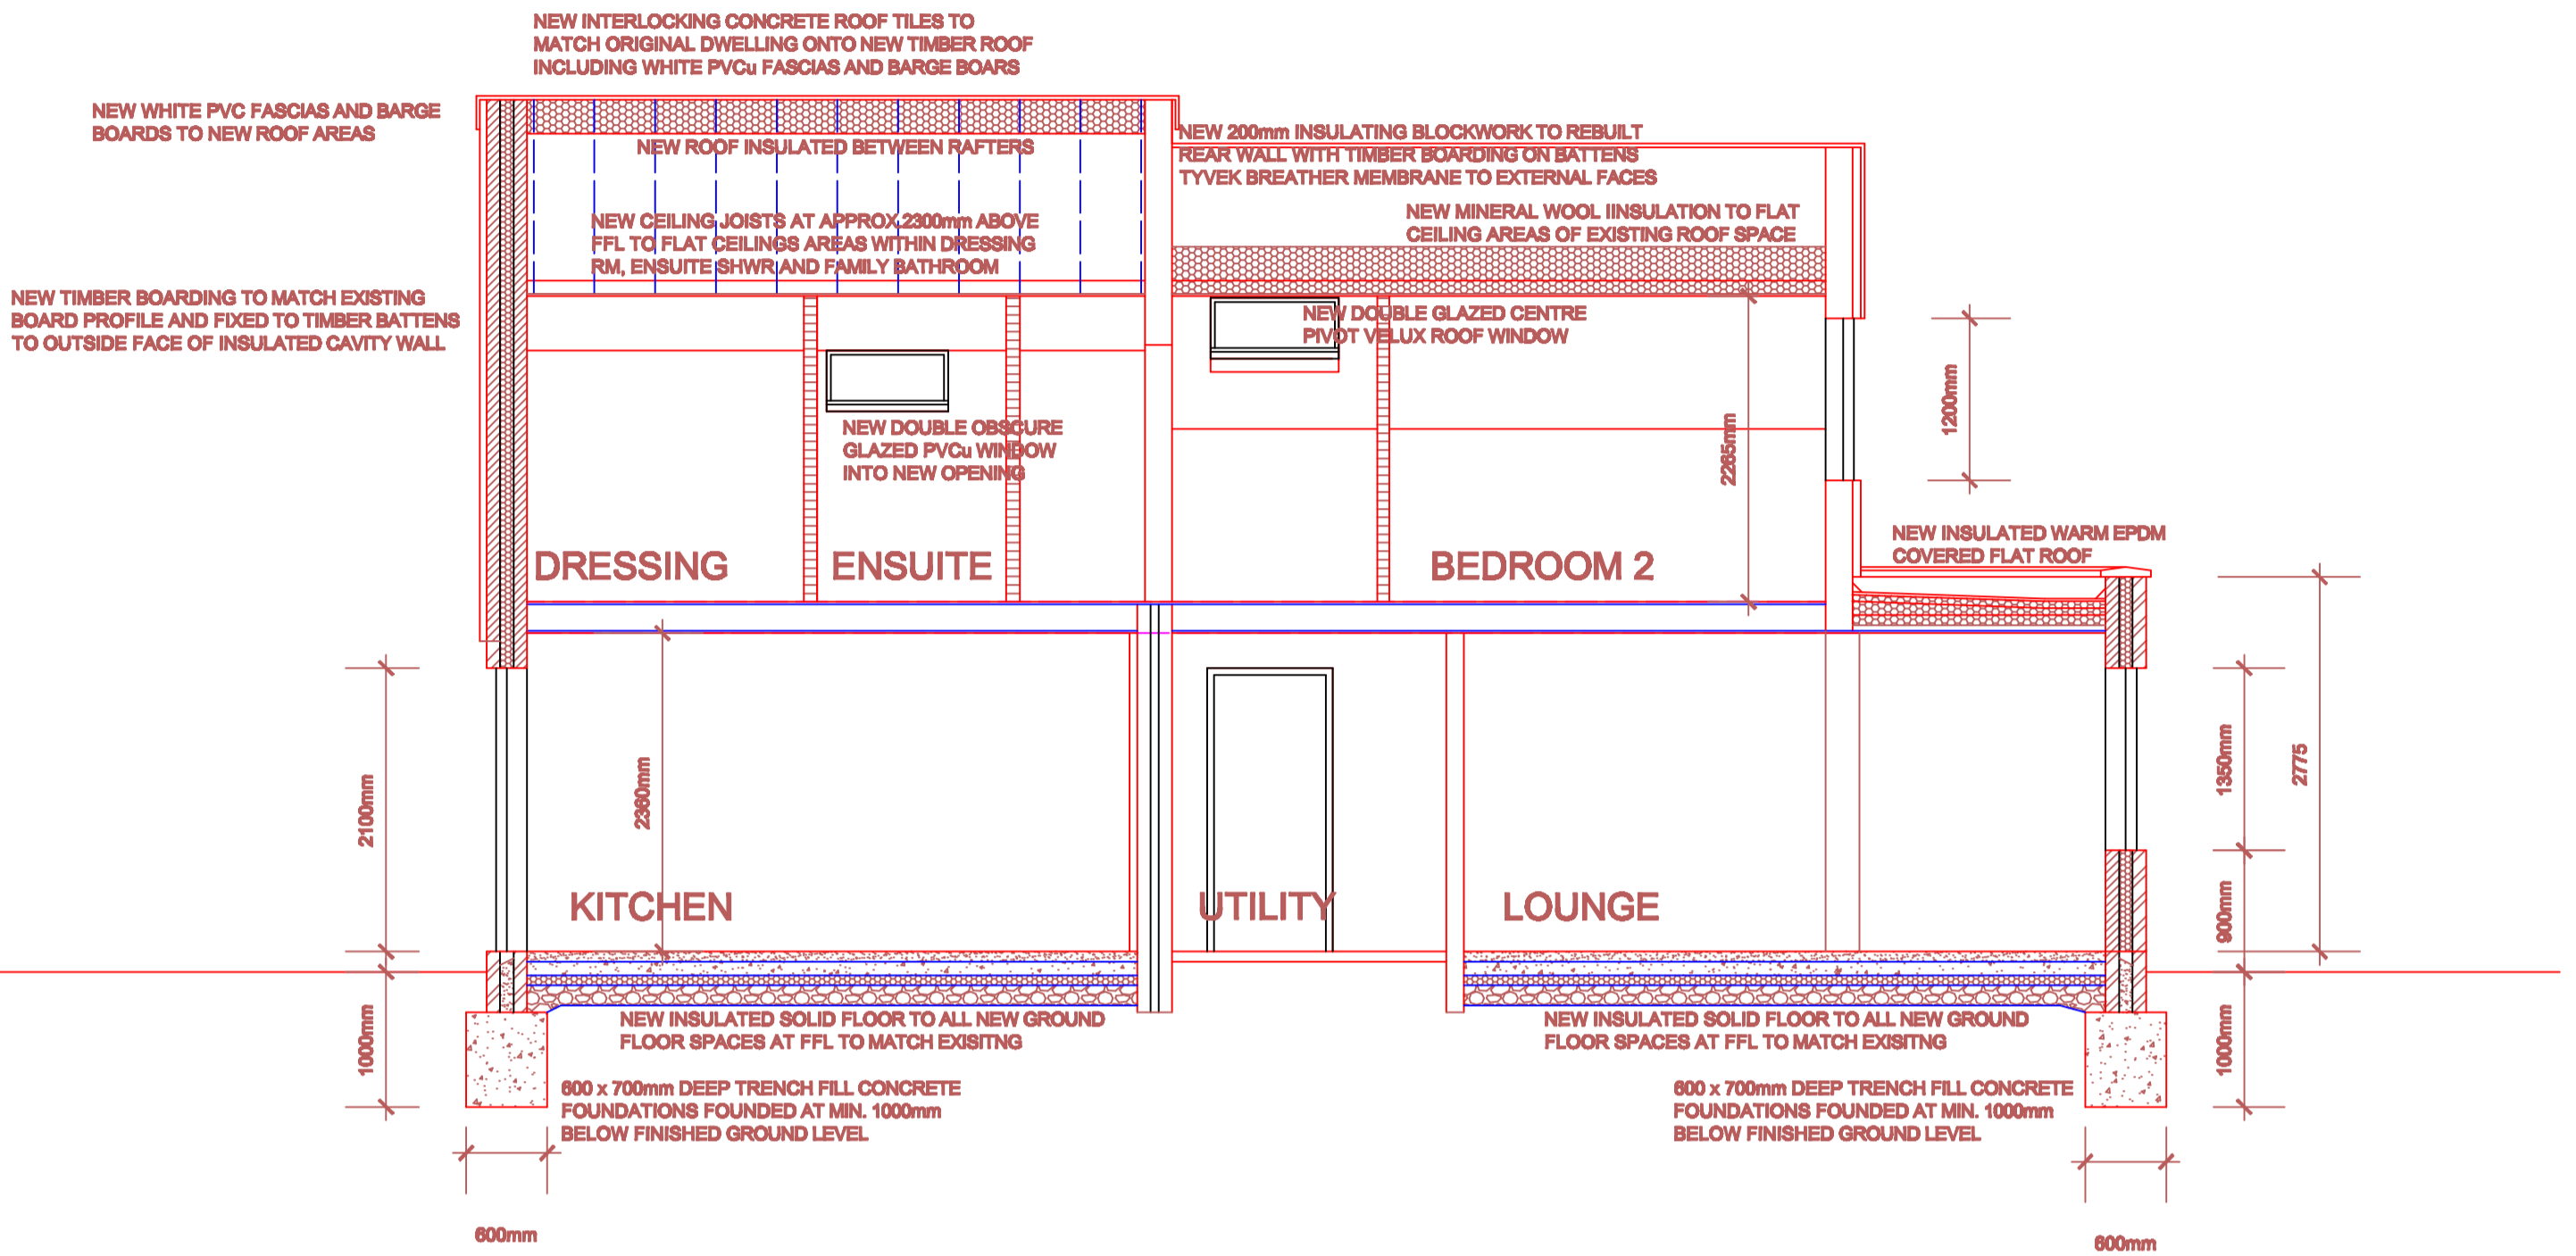 NEW INTERLOCKING CONCRETE ROOF TILES TO
MATCH ORIGINAL DWELLING ONTO NEW TIMBER ROOF
INCLUDING WHITE PVCu FASCIAS AND BARGE BOARS
NEW WHITE PVC FASCIAS AND BARGE
BOARDS TO NEW ROOF AREAS
NEW ROOF INSULATED BETWEEN RAFTERS
NEW 200mm INSULATING BLOCKWORK TO REBUILT
REAR WALL WITH TIMBER BOARDING ON BATTENS
TYVEK BREATHER MEMBRANE TO EXTERNAL FACES
NEW CEILING JOISTS AT APPROX 2300mm ABOVE
FFL TO FLAT CEILINGS AREAS WITHIN DRESSING
RM, ENSUITE SHWR AND FAMILY BATHROOM
NEW MINERAL WOOL IINSULATION TO FLAT
CEILING AREAS OF EXISTING ROOF SPACE
NEW TIMBER BOARDING TO MATCH EXISTING
BOARD PROFILE AND FIXED TO TIMBER BATTENS
TO OUTSIDE FACE OF INSULATED CAVITY WALL
NEW DOUBLE GLAZED CENTRE
PIVOT VELUX ROOF WINDOW
1200mm
2265mm
NEW DOUBLE OBSCURE
GLAZED PVCu WINDOW
INTO NEW OPENING
NEW INSULATED WARM EPDM
COVERED FLAT ROOF
DRESSING
ENSUITE
BEDROOM 2
2100mm
2360mm
1350mm
2775
KITCHEN
UTILITY
LOUNGE
900mm
1000mm
1000mm
NEW INSULATED SOLID FLOOR TO ALL NEW GROUND
FLOOR SPACES AT FFL TO MATCH EXISITNG
NEW INSULATED SOLID FLOOR TO ALL NEW GROUND
FLOOR SPACES AT FFL TO MATCH EXISITNG
600 x 700mm DEEP TRENCH FILL CONCRETE
FOUNDATIONS FOUNDED AT MIN. 1000mm
BELOW FINISHED GROUND LEVEL
600 x 700mm DEEP TRENCH FILL CONCRETE
FOUNDATIONS FOUNDED AT MIN. 1000mm
BELOW FINISHED GROUND LEVEL
600mm
600mm